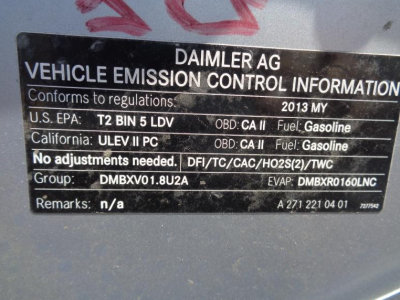 DAIMLER AG
VEHICLE EMISSION CONTROL INFORMATION
Conforms to regulations: 2013 MY
U.S. EPA: T2 BIN 5 LDV OBD: CA II Fuel: Gasoline
California: ULEV II PC OBD: CA II Fuel: Gasoline
No adjustments needed. DFI/TC/CAC/HO2S(2)/TWC
Group: DMBXV01.8U2A EVAP: DMBXR0160LNC
Remarks: n/a A 271 221 04 01